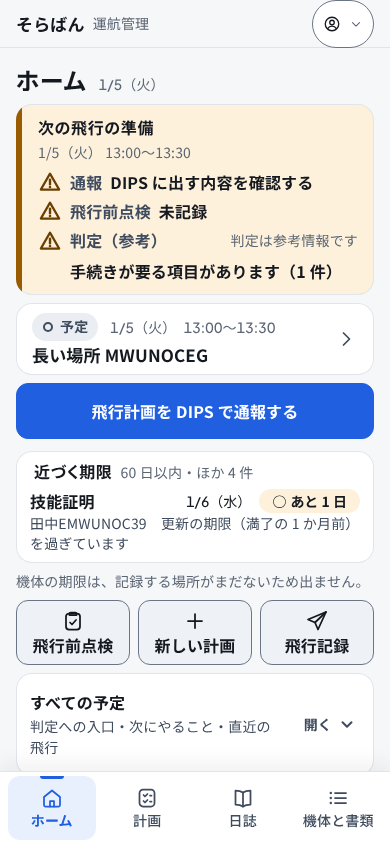 そらばん 運航管理
ホーム 1/5（火）
次の飛行の準備
1/5（火） 13:00〜13:30
通報 DIPS に出す内容を確認する
飛行前点検 未記録
判定（参考） 判定は参考情報です
手続きが要る項目があります（1 件）
予定 1/5（火） 13:00〜13:30
長い場所 MWUNOCEG
飛行計画を DIPS で通報する
近づく期限 60 日以内・ほか 4 件
技能証明 1/6（水） あと 1 日
田中EMWUNOC39 更新の期限（満了の 1 か月前）
を過ぎています
機体の期限は、記録する場所がまだないため出ません。
飛行前点検 新しい計画 飛行記録
すべての予定
判定への入口・次にやること・直近の
飛行
開く
ホーム 計画 日誌 機体と書類